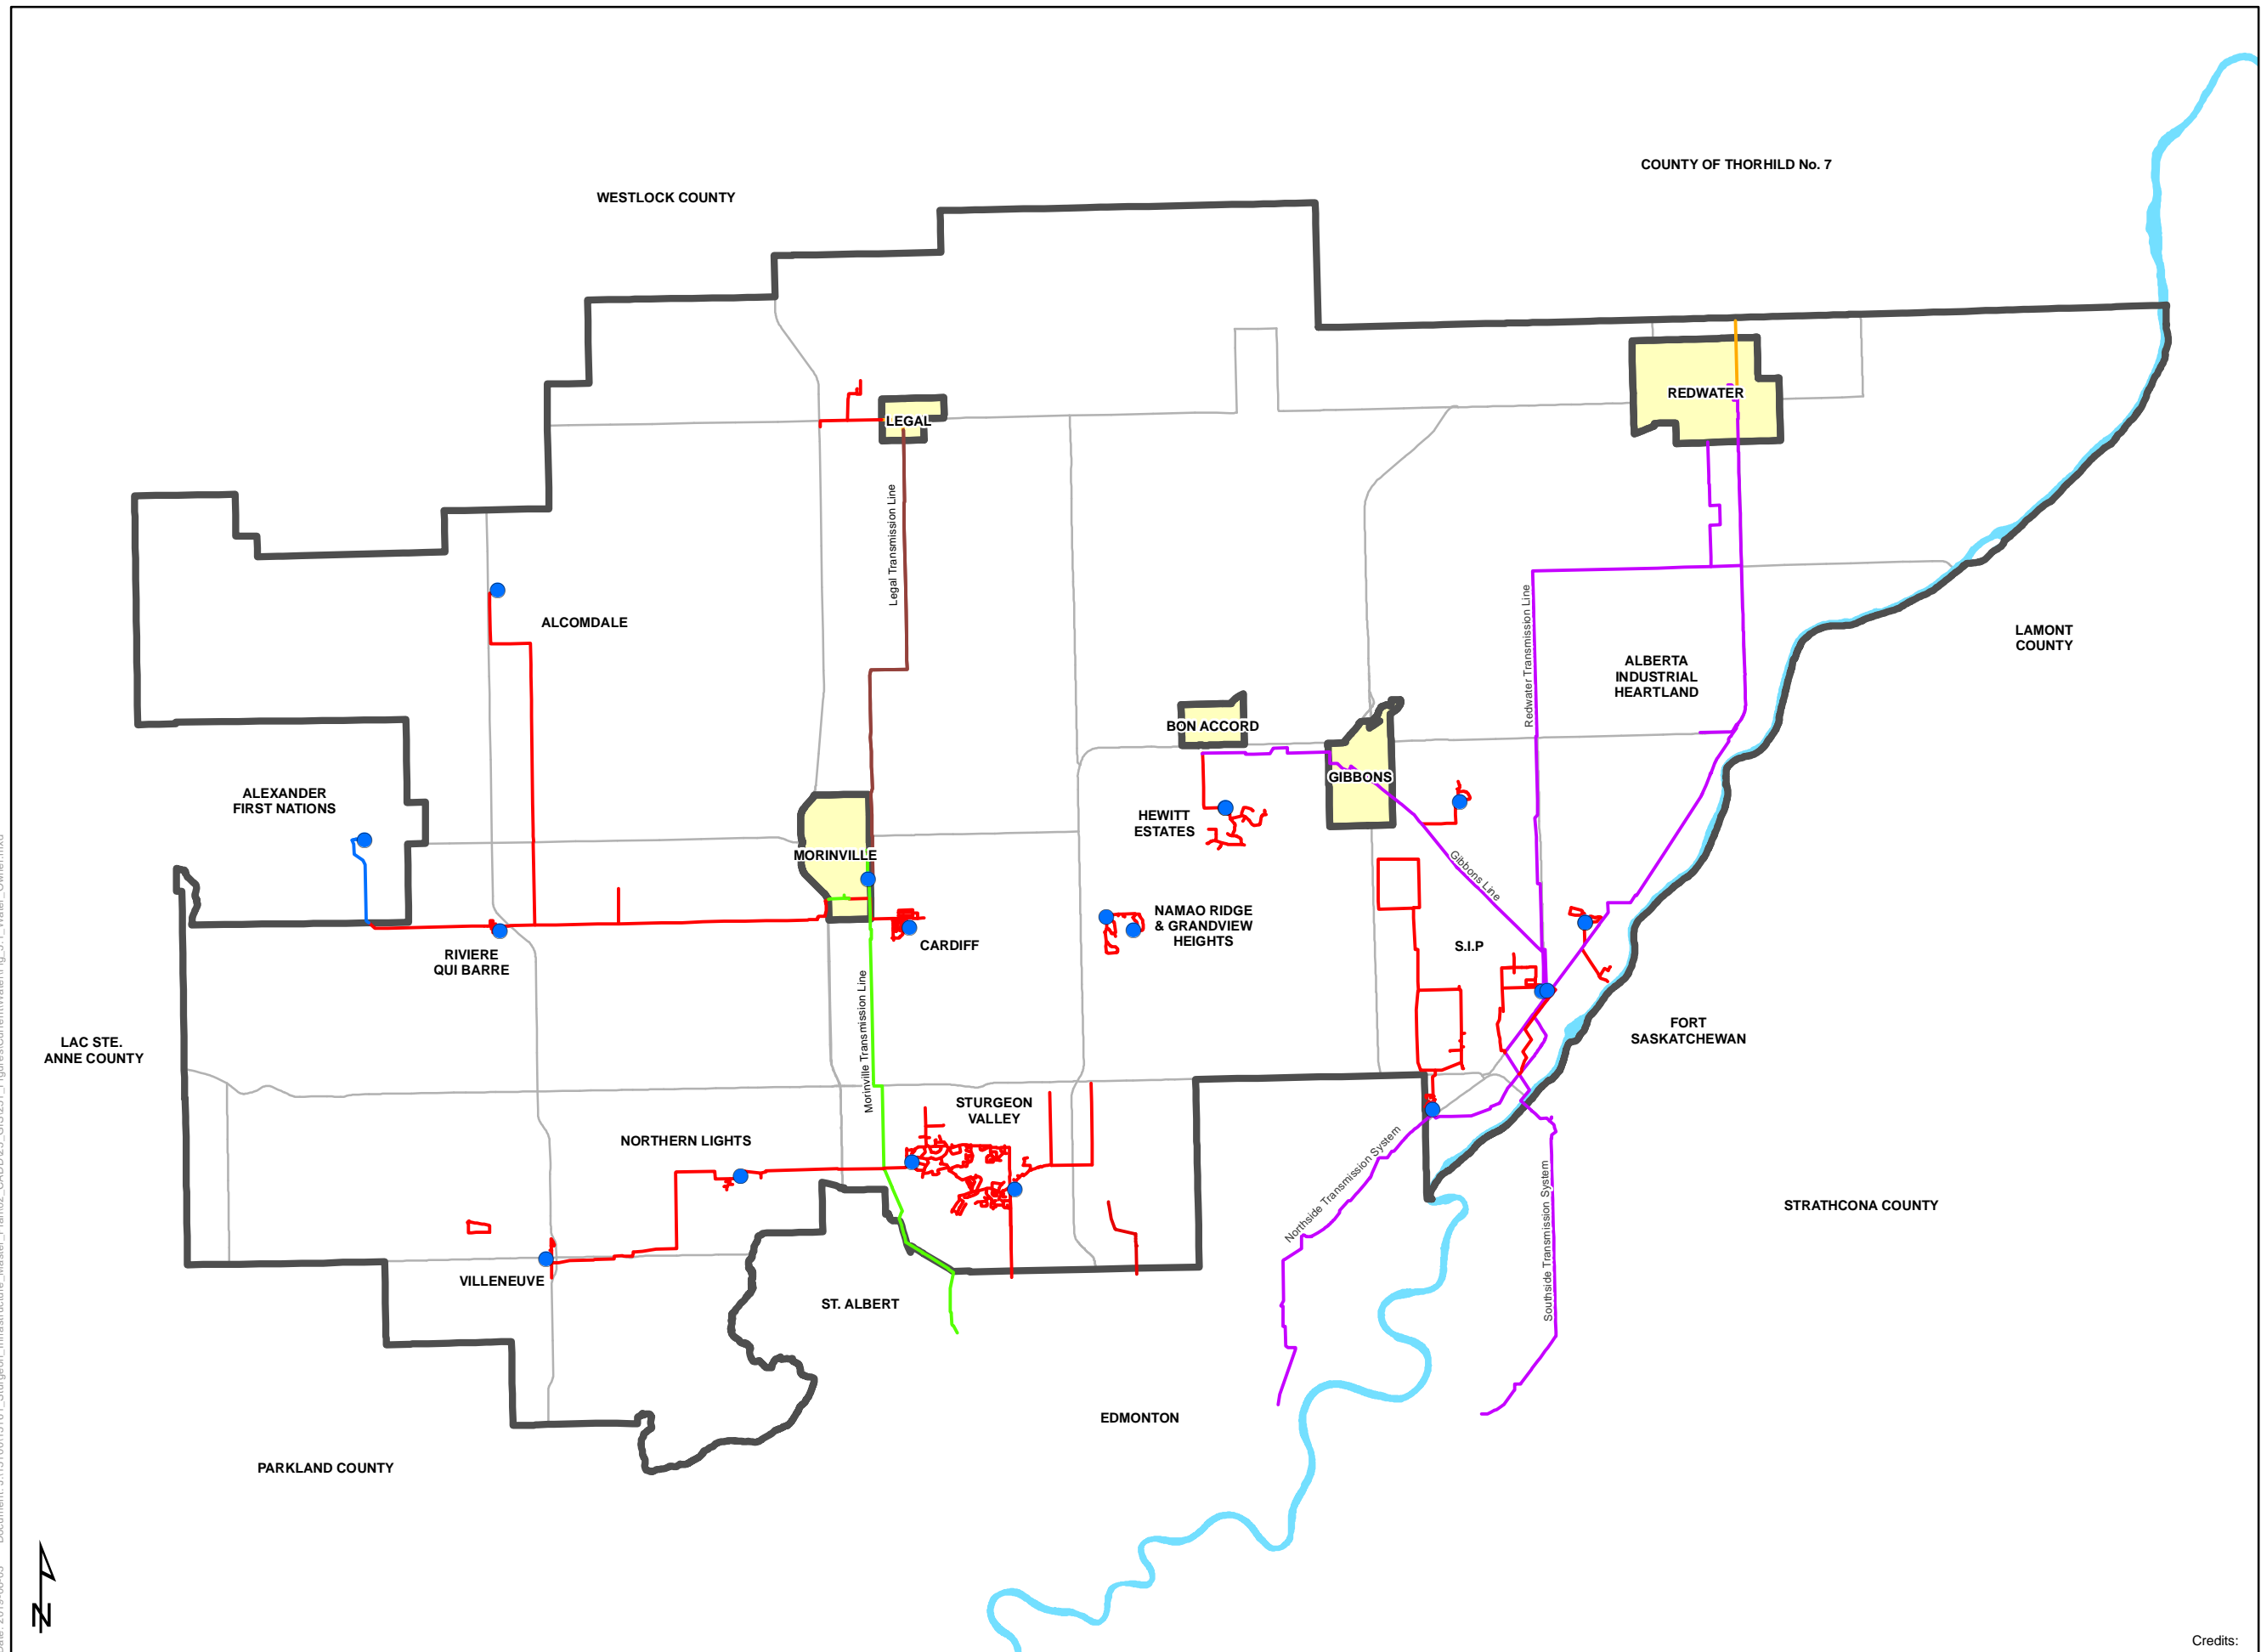 COUNTY OF THORHILD No. 7
WESTLOCK COUNTY
REDWATER
LEGAL
Legal Transmission Line
ALCOMDALE
Redwater Transmission Line
LAMONT
COUNTY
ALBERTA
INDUSTRIAL
HEARTLAND
BON ACCORD
GIBBONS
ALEXANDER
FIRST NATIONS
HEWITT
ESTATES
MORINVILLE
Gibbons Line
NAMAO RIDGE
& GRANDVIEW
HEIGHTS
CARDIFF
S.I.P
RIVIERE
QUI BARRE
Morinville Transmission Line
LAC STE.
ANNE COUNTY
FORT
SASKATCHEWAN
STURGEON
VALLEY
NORTHERN LIGHTS
Northside Transmission System
Southside Transmission System
STRATHCONA COUNTY
VILLENEUVE
ST. ALBERT
EDMONTON
PARKLAND COUNTY
N
Credits: